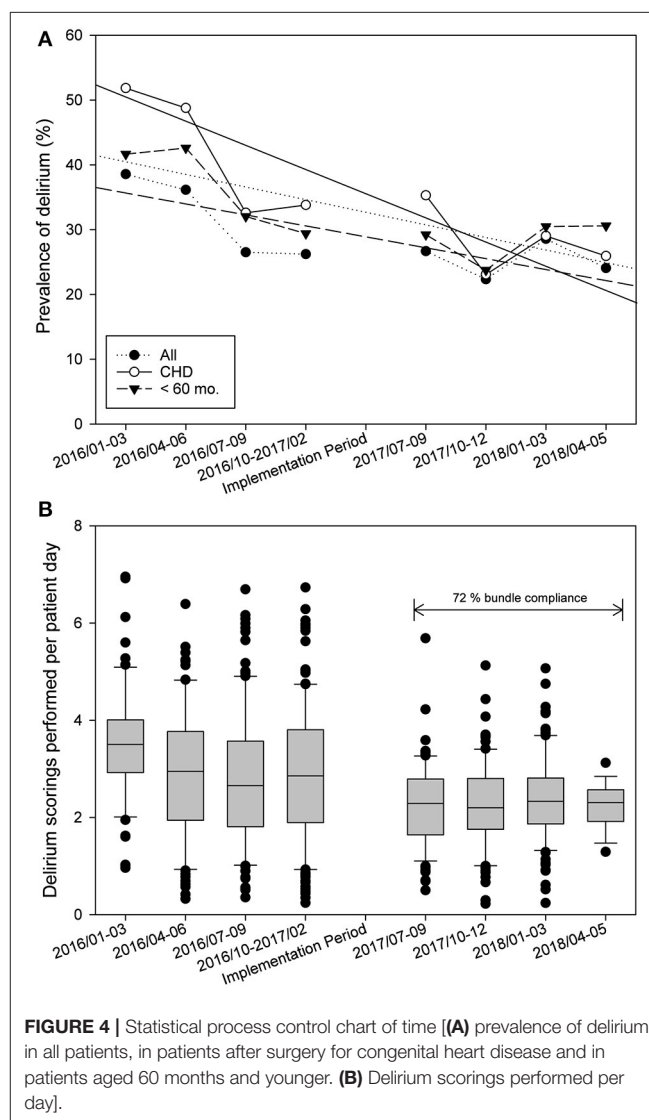 A
60
50
40
30
20
10
0
Prevalence of delirium (%)
All
CHD
< 60 mo.
2016/01-03
2016/04-06
2016/07-09
2016/10-2017/02
Implementation Period
2017/07-09
2017/10-12
2018/01-03
2018/04-05
B
8
6
4
2
0
Delirium scorings performed per patient day
72 % bundle compliance
2016/01-03
2016/04-06
2016/07-09
2016/10-2017/02
Implementation Period
2017/07-09
2017/10-12
2018/01-03
2018/04-05
FIGURE 4 | Statistical process control chart of time [(A) prevalence of delirium
in all patients, in patients after surgery for congenital heart disease and in
patients aged 60 months and younger. (B) Delirium scorings performed per
day].